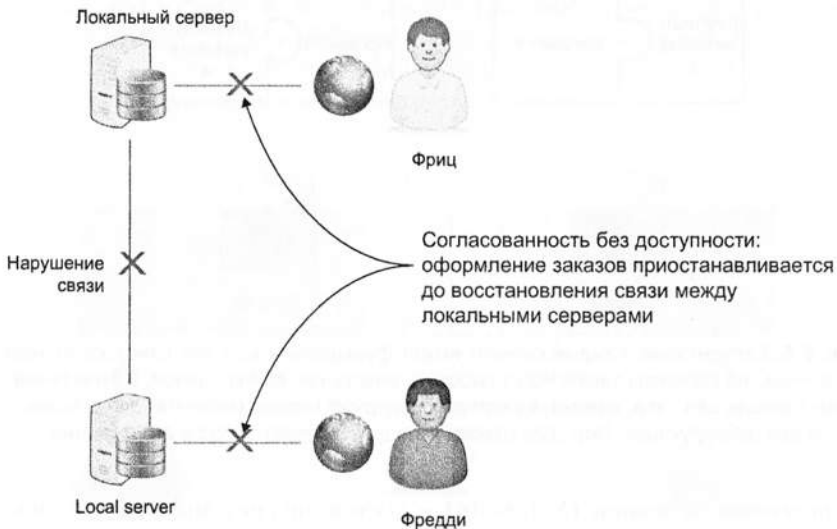 Локальный сервер
Фриц
Нарушение
связи
Согласованность без доступности:
оформление заказов приостанавливается
до восстановления связи между
локальными серверами
Local server
Фредди